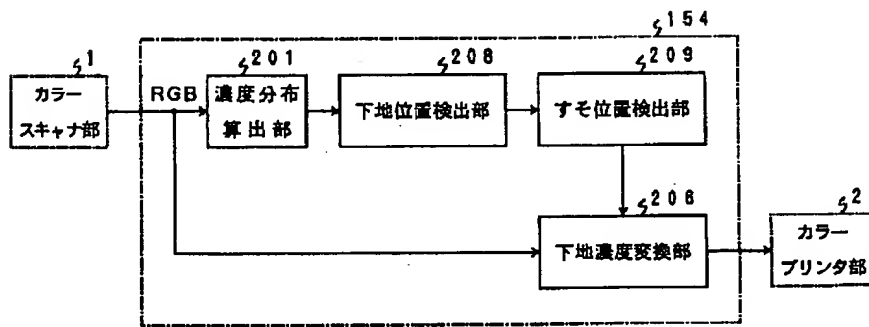 154
1
カラー
スキャナ部
RGB
201
濃度分布
算出部
208
下地位置検出部
209
すそ位置検出部
206
下地濃度変換部
2
カラー
プリンタ部